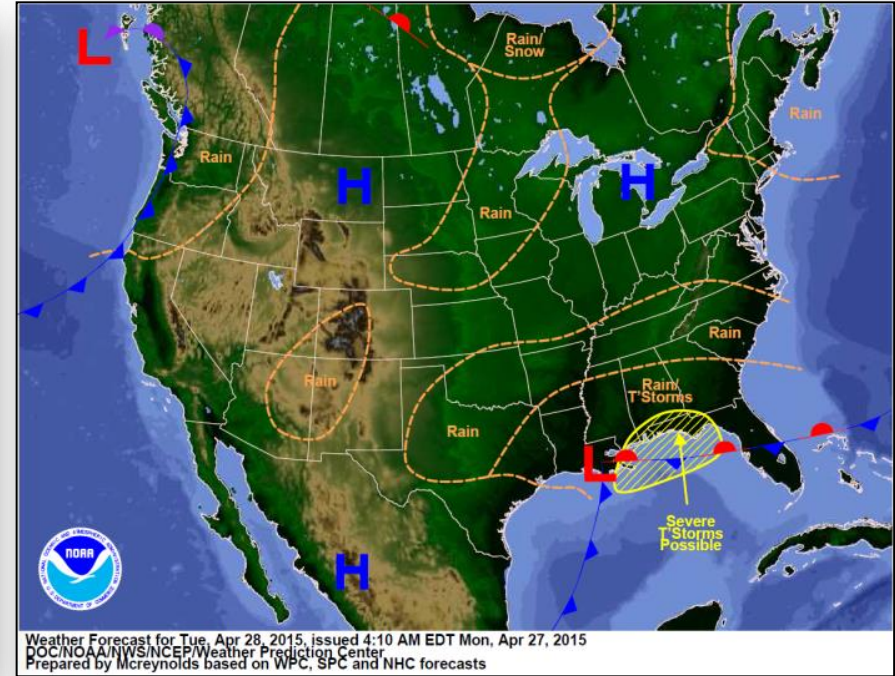 L
Rain/
Snow
Rain
Rain
H
H
Rain
Rain
Rain
Rain/
T'Storms
Rain
L
Severe
T'Storms
Possible
H
NOAA
Weather Forecast for Tue, Apr 28, 2015, issued 4:10 AM EDT Mon, Apr 27, 2015
DOC/NOAA/NWS/NCEP/Weather Prediction Center
Prepared by Mcreynolds based on WPC, SPC and NHC forecasts